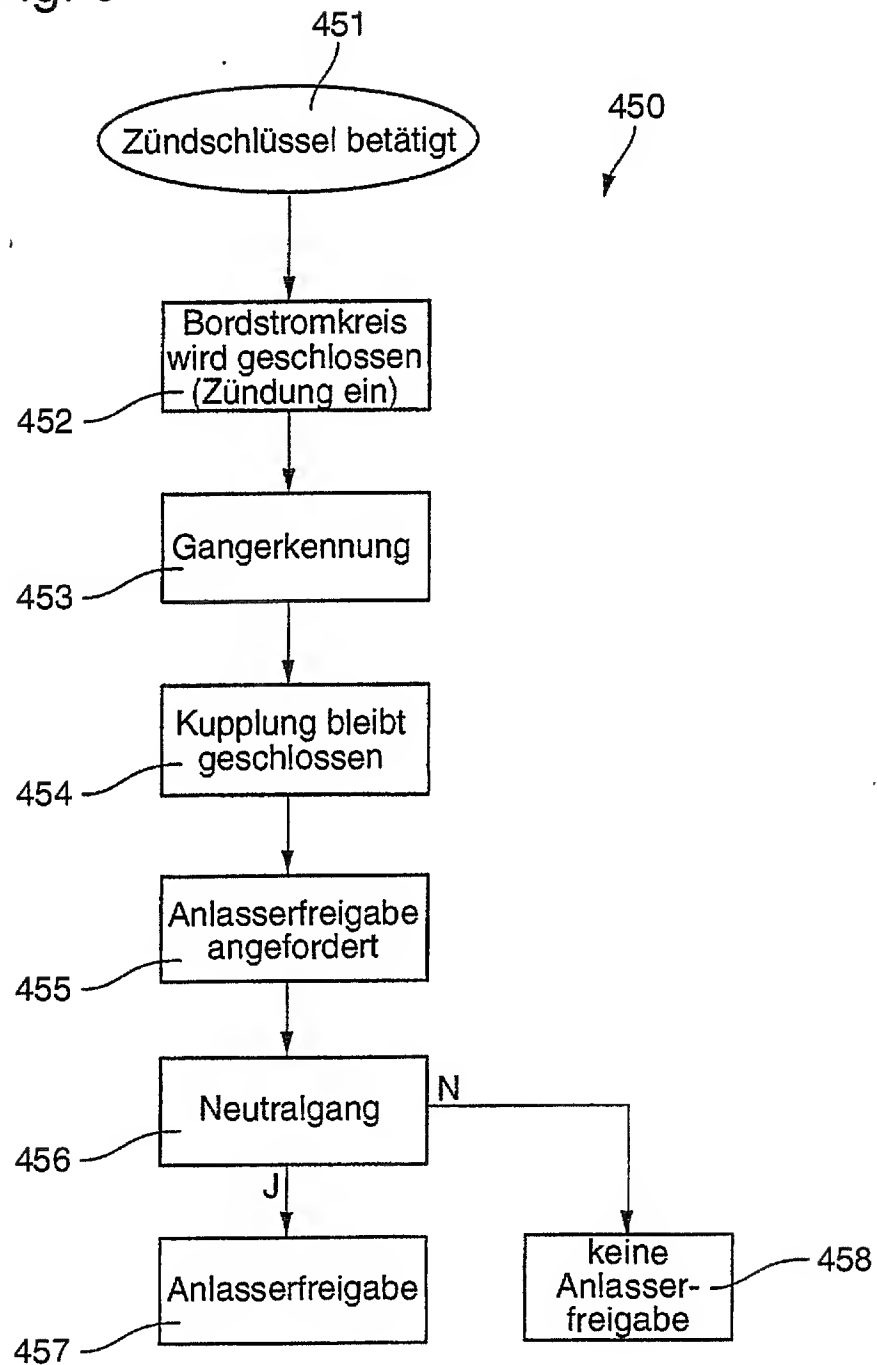 451
Zündschlüssel betätigt
450
Bordstromkreis
wird geschlossen
(Zündung ein)
452
Gangerkennung
453
Kupplung bleibt
geschlossen
454
Anlasserfreigabe
angefordert
455
Neutralgang
N
456
J
Anlasserfreigabe
457
keine
Anlasser-
freigabe
458